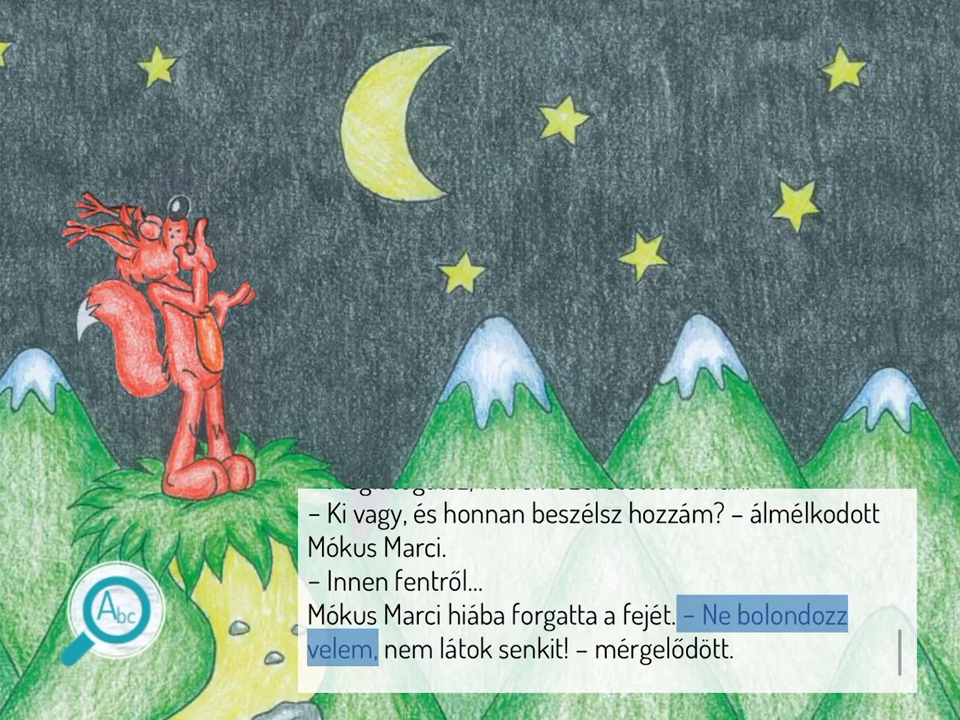 – Ki vagy, és honnan beszélsz hozzám? – álmélkodott
Mókus Marci.
– Innen fentről...
Mókus Marci hiába forgatta a fejét. – Ne bolondozz
velem, nem látok senkit! – mérgelődött.
Abc